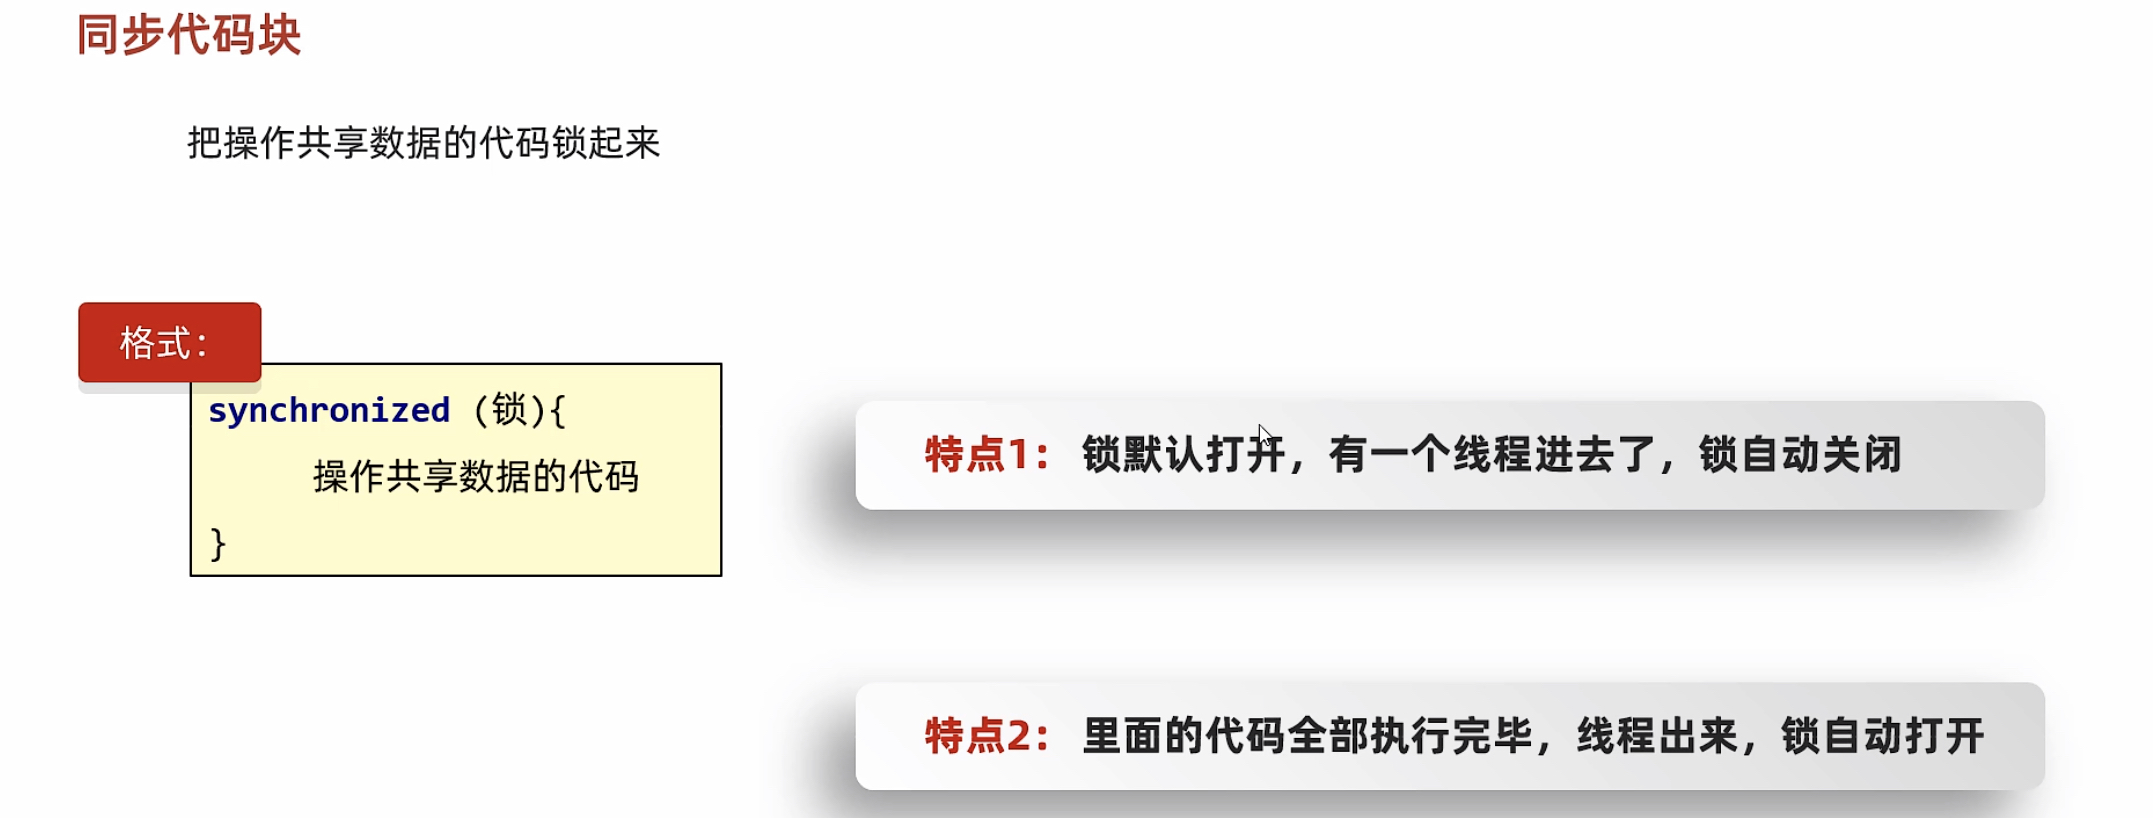 同步代码块
把操作共享数据的代码锁起来
格式：
synchronized (锁){
操作共享数据的代码
}
特点1： 锁默认打开，有一个线程进去了，锁自动关闭
特点2： 里面的代码全部执行完毕，线程出来，锁自动打开